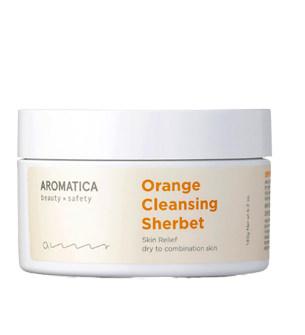 AROMATICA
beauty + safety
Orange
Cleansing
Sherbet
Skin Relief
dry to combination skin